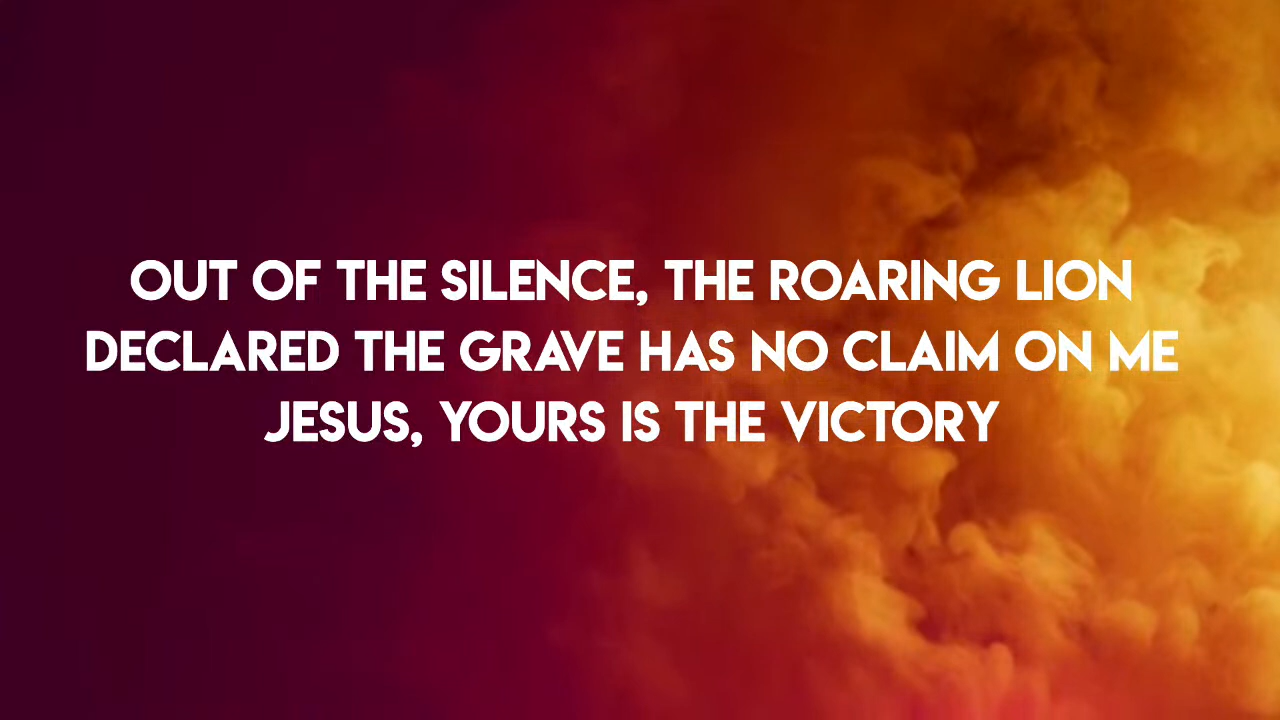 OUT OF THE SILENCE, THE ROARING LION
DECLARED THE GRAVE HAS NO CLAIM ON ME
JESUS, YOURS IS THE VICTORY